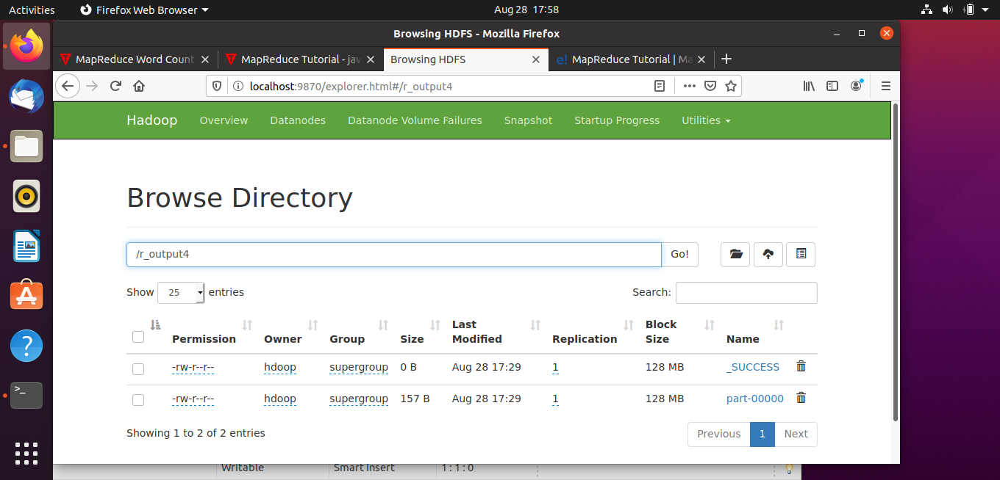 Activities Firefox Web Browser Aug 28 17:58
Browsing HDFS - Mozilla Firefox
MapReduce Word Count MapReduce Tutorial - jav Browsing HDFS e! MapReduce Tutorial | Ma
localhost:9870/explorer.html#/r_output4
Hadoop Overview Datanodes Datanode Volume Failures Snapshot Startup Progress Utilities
Browse Directory
/r_output4 Go!
Show 25 entries Search:
Permission Owner Group Size Last Modified Replication Block Size Name
-rw-r--r-- hdoop supergroup 0 B Aug 28 17:29 1 128 MB _SUCCESS
-rw-r--r-- hdoop supergroup 157 B Aug 28 17:29 1 128 MB part-00000
Showing 1 to 2 of 2 entries Previous 1 Next
Writable Smart Insert 1 : 1 : 0